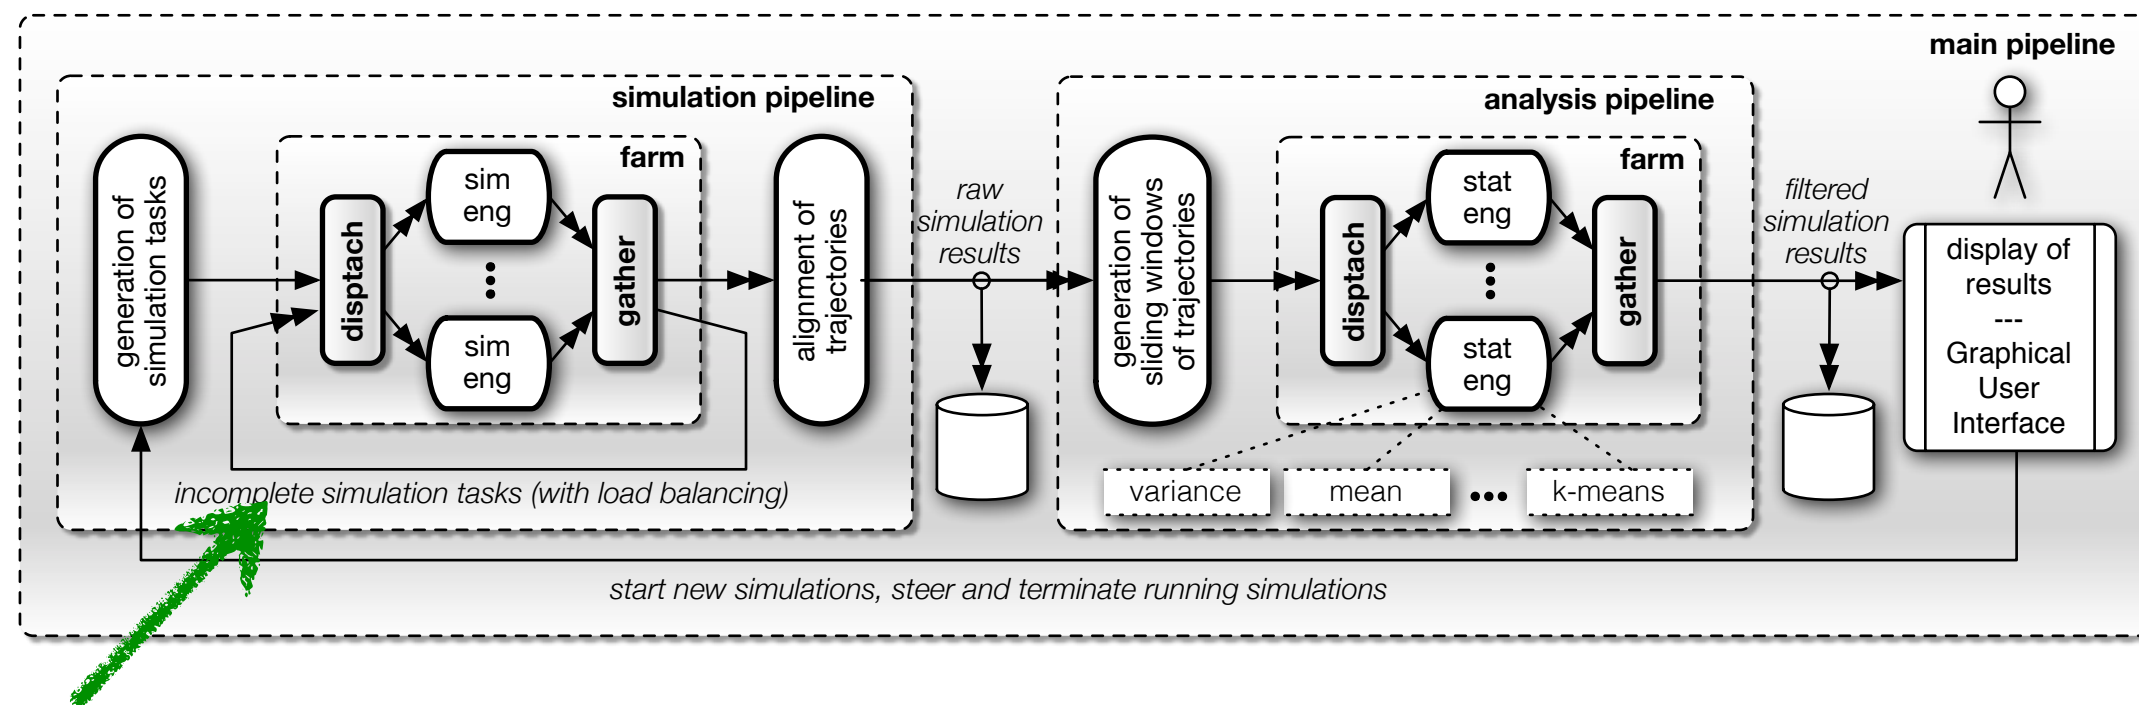 main pipeline
simulation pipeline
generation of
simulation tasks
farm
disptach
sim
eng
sim
eng
gather
alignment of
trajectories
incomplete simulation tasks (with load balancing)
raw
simulation
results
analysis pipeline
generation of
sliding windows
of trajectories
farm
disptach
stat
eng
stat
eng
gather
variance
mean
k-means
filtered
simulation
results
display of
results
---
Graphical
User
Interface
start new simulations, steer and terminate running simulations